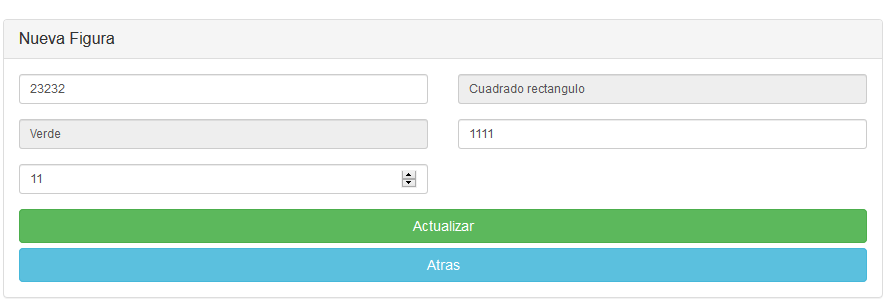 Nueva Figura
23232
Cuadrado rectangulo
Verde
1111
11
Actualizar
Atras